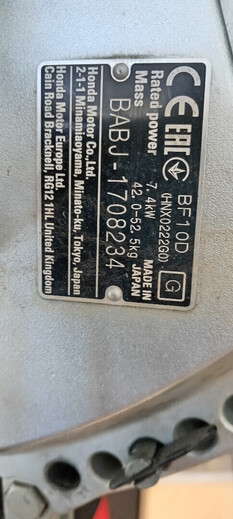 CE EAC BF10D
(HNX0222G0)
G
Rated power 7.4kW
Mass 42.0-52.5kg MADE IN JAPAN
BABJ-1708234
Honda Motor Co.,Ltd.
2-1-1 Minamiaoyama, Minato-ku, Tokyo, Japan
Honda Motor Europe Ltd.
Cain Road Bracknell, RG12 1HL United Kingdom